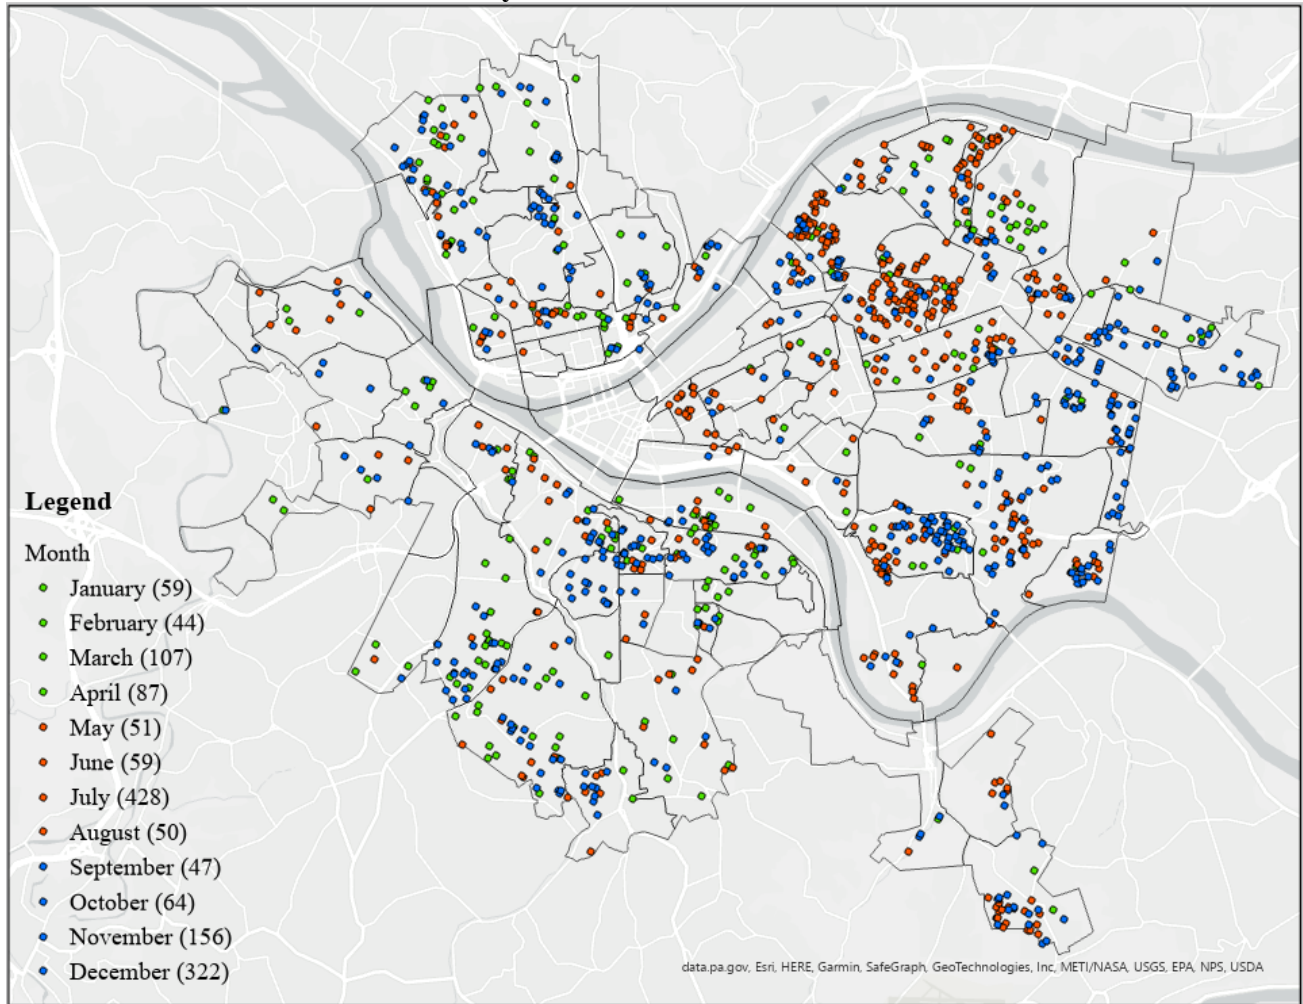 Legend
Month
January (59)
February (44)
March (107)
April (87)
May (51)
June (59)
July (428)
August (50)
September (47)
October (64)
November (156)
December (322)
data.pa.gov, Esri, HERE, Garmin, SafeGraph, GeoTechnologies, Inc, METI/NASA, USGS, EPA, NPS, USDA